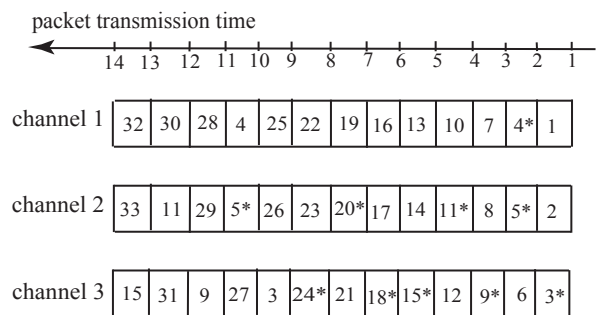 packet transmission time
14 13 12 11 10 9 8 7 6 5 4 3 2 1
channel 1 32 30 28 4 25 22 19 16 13 10 7 4* 1
channel 2 33 11 29 5* 26 23 20* 17 14 11* 8 5* 2
channel 3 15 31 9 27 3 24* 21 18* 15* 12 9* 6 3*